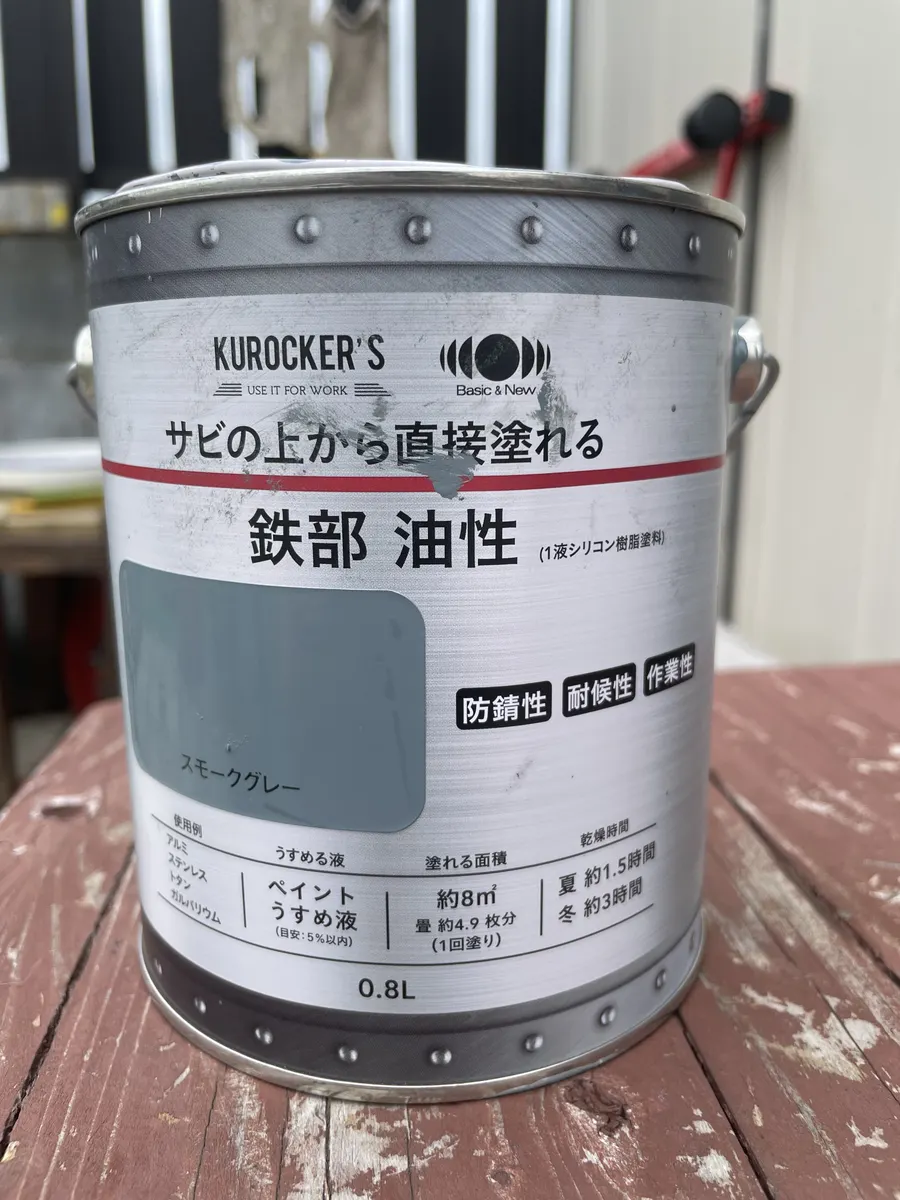 KUROCKER'S
USE IT FOR WORK
Basic & New
サビの上から直接塗れる
鉄部 油性 (1液シリコン樹脂塗料)
防錆性 耐候性 作業性
スモークグレー
使用例
アルミ
ステンレス
トタン
ガルバリウム
うすめる液
ペイント
うすめ液
(目安:5%以内)
塗れる面積
約8㎡
畳 約4.9 枚分
(1回塗り)
乾燥時間
夏 約1.5時間
冬 約3時間
0.8L